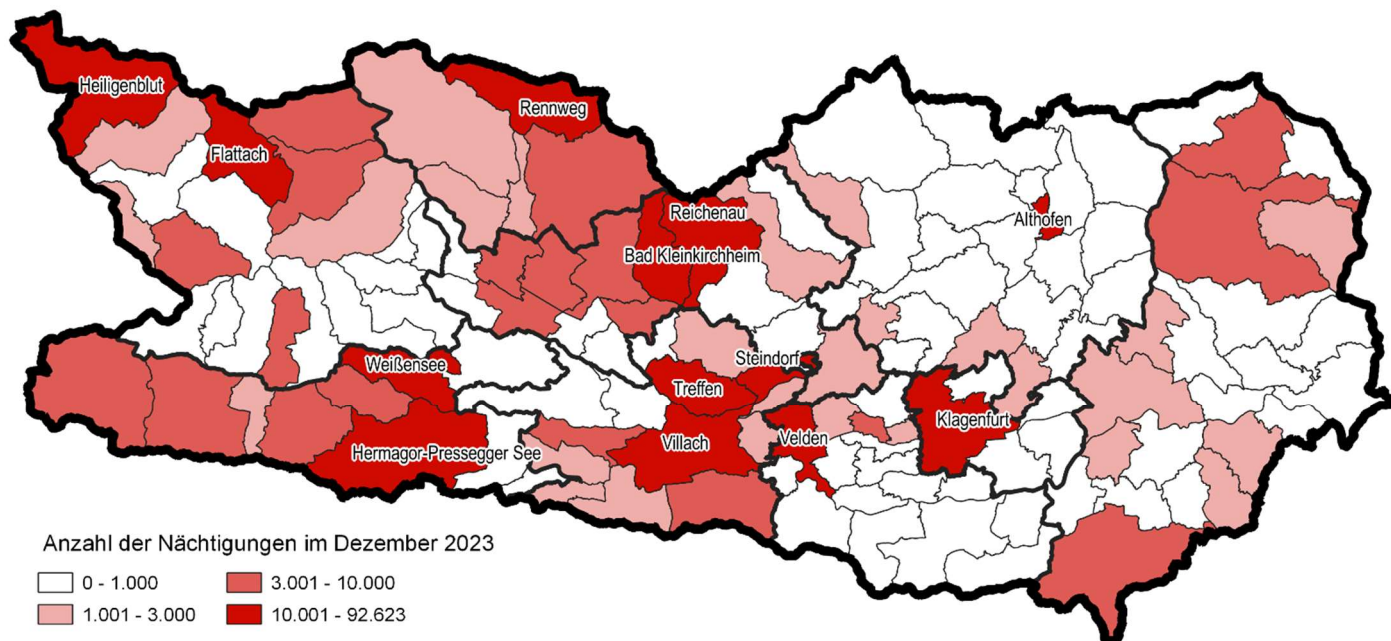 Heiligenblut
Rennweg
Flattach
Reichenau
Althofen
Bad Kleinkirchheim
Steindorf
Weißensee
Treffen
Klagenfurt
Velden
Villach
Hermagor-Pressegger See
Anzahl der Nächtigungen im Dezember 2023
0 - 1.000
3.001 - 10.000
1.001 - 3.000
10.001 - 92.623